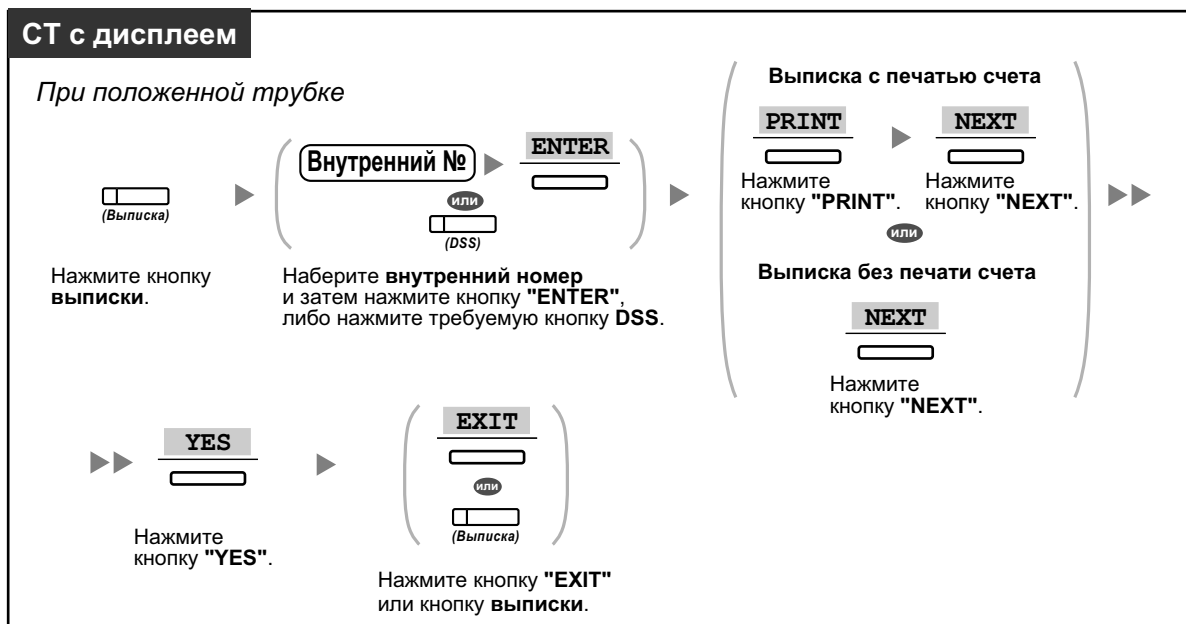 СТ с дисплеем
При положенной трубке
(Выписка)
Нажмите кнопку
выписки.
Внутренний №
ENTER
или
(DSS)
Наберите внутренний номер
и затем нажмите кнопку "ENTER",
либо нажмите требуемую кнопку DSS.
Выписка с печатью счета
PRINT
NEXT
Нажмите
кнопку "PRINT".
Нажмите
кнопку "NEXT".
или
Выписка без печати счета
NEXT
Нажмите
кнопку "NEXT".
YES
Нажмите
кнопку "YES".
EXIT
или
(Выписка)
Нажмите кнопку "EXIT"
или кнопку выписки.